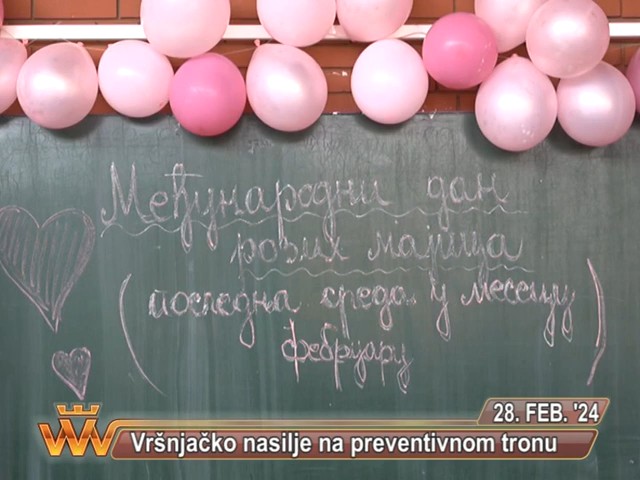 Међународни дан
розих мајица
(последња среда у месецу
фебруару)
28. FEB. '24
Vršnjačko nasilje na preventivnom tronu